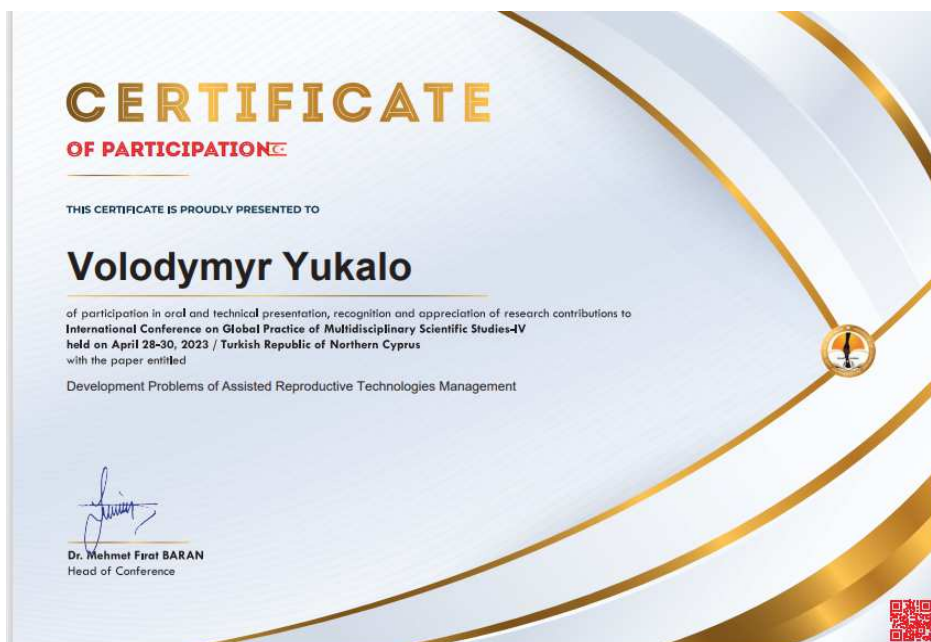 CERTIFICATE
OF PARTICIPATION
THIS CERTIFICATE IS PROUDLY PRESENTED TO
Volodymyr Yukalo
of participation in oral and technical presentation, recognition and appreciation of research contributions to
International Conference on Global Practice of Multidisciplinary Scientific Studies-IV
held on April 28-30, 2023 / Turkish Republic of Northern Cyprus
with the paper entitled
Development Problems of Assisted Reproductive Technologies Management
Dr. Mehmet Fırat BARAN
Head of Conference